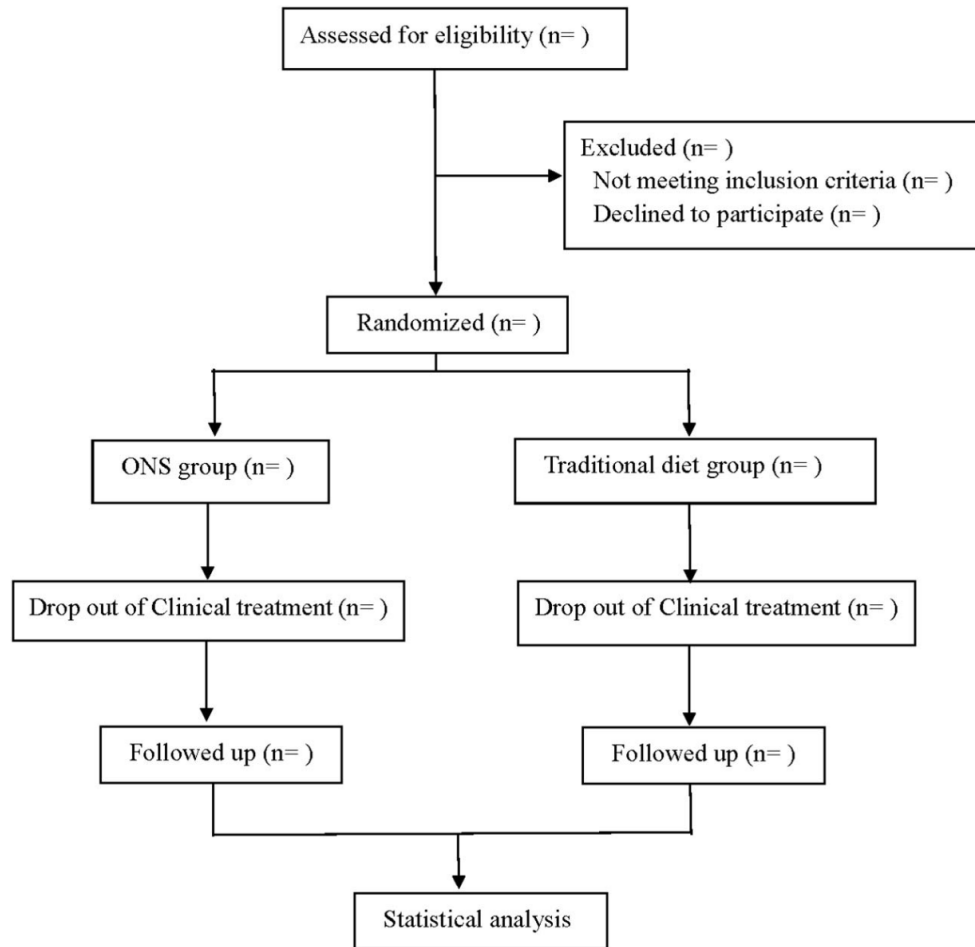 Assessed for eligibility (n= )
Excluded (n= )
Not meeting inclusion criteria (n= )
Declined to participate (n= )
Randomized (n= )
ONS group (n= )
Traditional diet group (n= )
Drop out of Clinical treatment (n= )
Drop out of Clinical treatment (n= )
Followed up (n= )
Followed up (n= )
Statistical analysis